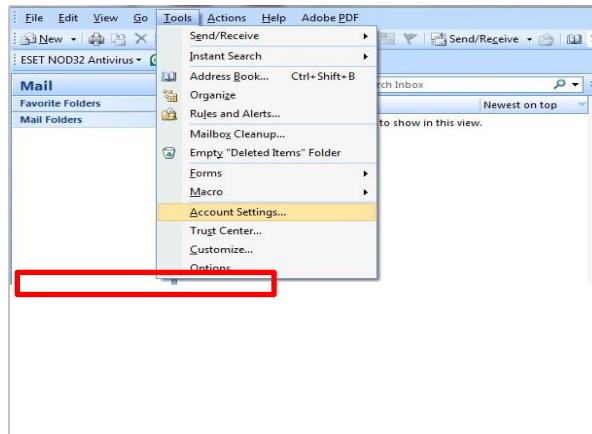 File Edit View Go Tools Actions Help Adobe PDF
New Send/Receive
ESET NOD32 Antivirus
Mail
Favorite Folders
Mail Folders
Send/Receive
Instant Search
Address Book... Ctrl+Shift+B
Organize
Rules and Alerts...
Mailbox Cleanup...
Empty "Deleted Items" Folder
Forms
Macro
Account Settings...
Trust Center...
Customize...
Options...
rch Inbox
Newest on top
to show in this view.